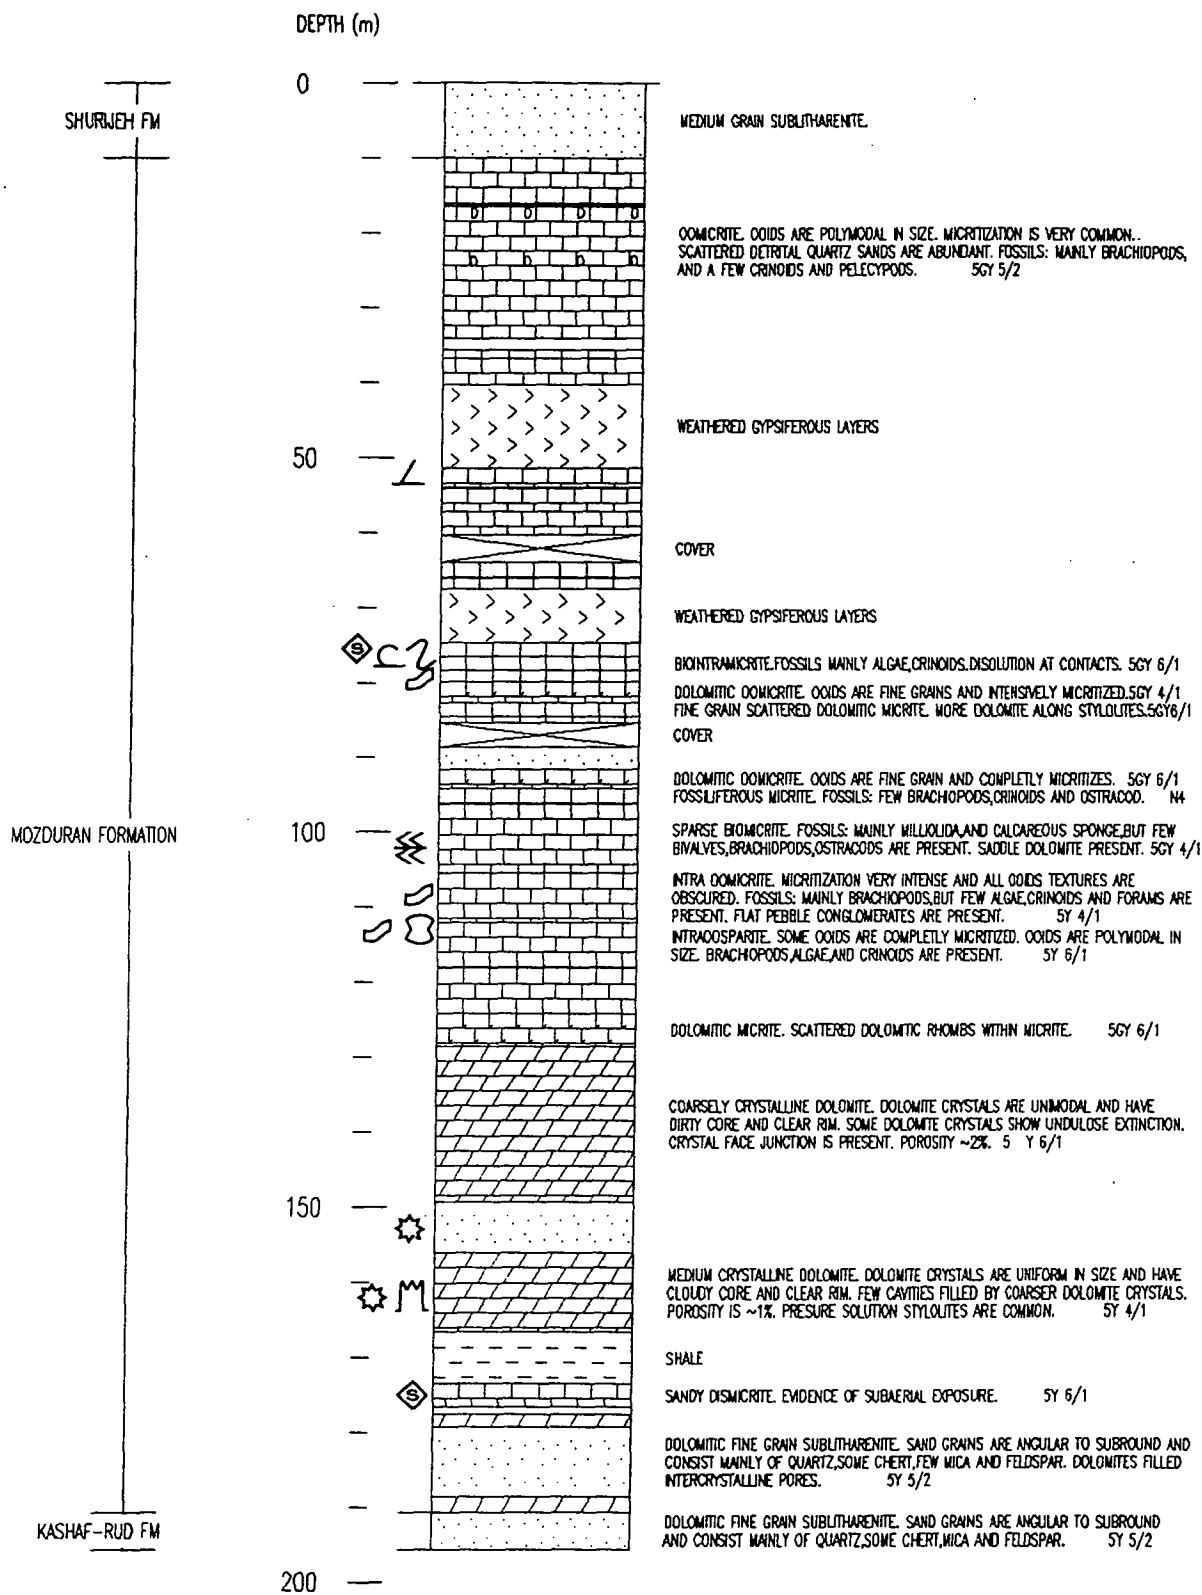 DEPTH (m)
0
SHURIJEH FM
MEDIUM GRAIN SUBLITHARENITE.
OOMICRITE. OOIDS ARE POLYMODAL IN SIZE. MICRITIZATION IS VERY COMMON..
SCATTERED DETRITAL QUARTZ SANDS ARE ABUNDANT. FOSSILS: MAINLY BRACHIOPODS,
AND A FEW CRINOIDS AND PELECYPODS. 5GY 5/2
WEATHERED GYPSIFEROUS LAYERS
50
COVER
WEATHERED GYPSIFEROUS LAYERS
S
BIOINTRAMICRITE.FOSSILS MAINLY ALGAE,CRINOIDS.DISOLUTION AT CONTACTS. 5GY 6/1
DOLOMITIC OOMICRITE. OOIDS ARE FINE GRAINS AND INTENSIVELY MICRITIZED.5GY 4/1
FINE GRAIN SCATTERED DOLOMITIC MICRITE. MORE DOLOMITE ALONG STYLOLITES.5GY6/1
COVER
DOLOMITIC OOMICRITE. OOIDS ARE FINE GRAIN AND COMPLETLY MICRITIZES. 5GY 6/1
FOSSILIFEROUS MICRITE. FOSSILS: FEW BRACHIOPODS,CRINOIDS AND OSTRACOD. N4
MOZDURAN FORMATION
100
SPARSE BIOMICRITE. FOSSILS: MAINLY MILLIOLIDA,AND CALCAREOUS SPONGE,BUT FEW
BIVALVES,BRACHIOPODS,OSTRACODS ARE PRESENT. SADDLE DOLOMITE PRESENT. 5GY 4/1
INTRA OOMICRITE. MICRITIZATION VERY INTENSE AND ALL OOIDS TEXTURES ARE
OBSCURED. FOSSILS: MAINLY BRACHIOPODS,BUT FEW ALGAE,CRINOIDS AND FORAMS ARE
PRESENT. FLAT PEBBLE CONGLOMERATES ARE PRESENT. 5Y 4/1
INTRAOOSPARITE. SOME OOIDS ARE COMPLETLY MICRITIZED. OOIDS ARE POLYMODAL IN
SIZE. BRACHIOPODS,ALGAE,AND CRINOIDS ARE PRESENT. 5Y 6/1
DOLOMITIC MICRITE. SCATTERED DOLOMITIC RHOMBS WITHIN MICRITE. 5GY 6/1
COARSELY CRYSTALLINE DOLOMITE. DOLOMITE CRYSTALS ARE UNIMODAL AND HAVE
DIRTY CORE AND CLEAR RIM. SOME DOLOMITE CRYSTALS SHOW UNDULOSE EXTINCTION.
CRYSTAL FACE JUNCTION IS PRESENT. POROSITY ~2%. 5 Y 6/1
150
MEDIUM CRYSTALLINE DOLOMITE. DOLOMITE CRYSTALS ARE UNIFORM IN SIZE AND HAVE
CLOUDY CORE AND CLEAR RIM. FEW CAVITIES FILLED BY COARSER DOLOMITE CRYSTALS.
POROSITY IS ~1%. PRESURE SOLUTION STYLOLITES ARE COMMON. 5Y 4/1
SHALE
S
SANDY DISMICRITE. EVIDENCE OF SUBAERIAL EXPOSURE. 5Y 6/1
DOLOMITIC FINE GRAIN SUBLITHARENITE. SAND GRAINS ARE ANGULAR TO SUBROUND AND
CONSIST MAINLY OF QUARTZ,SOME CHERT,FEW MICA AND FELDSPAR. DOLOMITES FILLED
INTERCRYSTALLINE PORES. 5Y 5/2
KASHAF-RUD FM
DOLOMITIC FINE GRAIN SUBLITHARENITE. SAND GRAINS ARE ANGULAR TO SUBROUND
AND CONSIST MAINLY OF QUARTZ,SOME CHERT,MICA AND FELDSPAR. 5Y 5/2
200